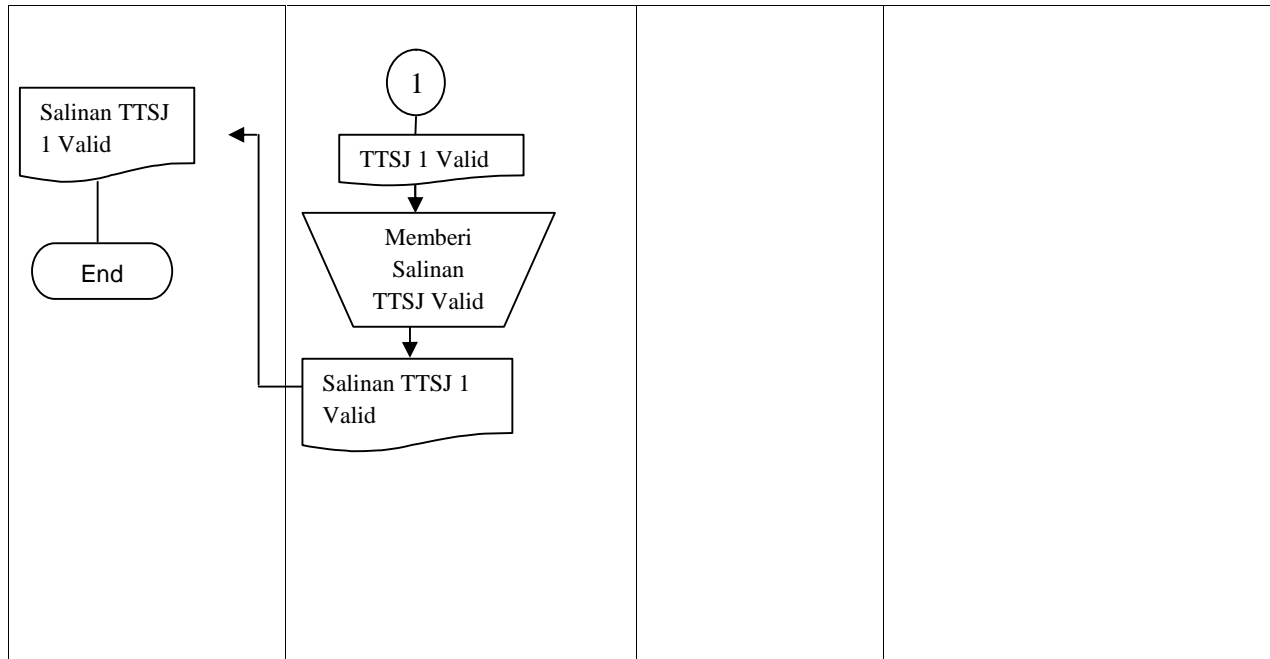 Salinan TTSJ
1 Valid
End
1
TTSJ 1 Valid
Memberi
Salinan
TTSJ Valid
Salinan TTSJ 1
Valid